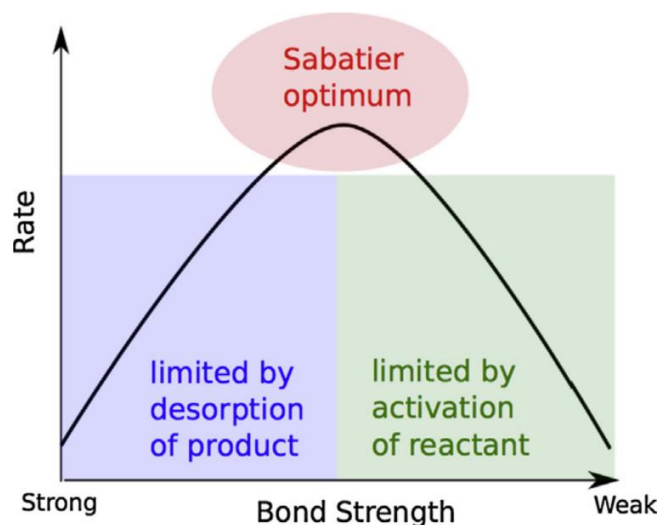 Sabatier
optimum
Rate
limited by
desorption
of product
limited by
activation
of reactant
Strong
Bond Strength
Weak